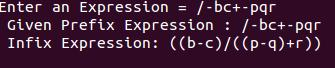 Enter an Expression = /-bc+-pqr
Given Prefix Expression : /-bc+-pqr
Infix Expression: ((b-c)/((p-q)+r))